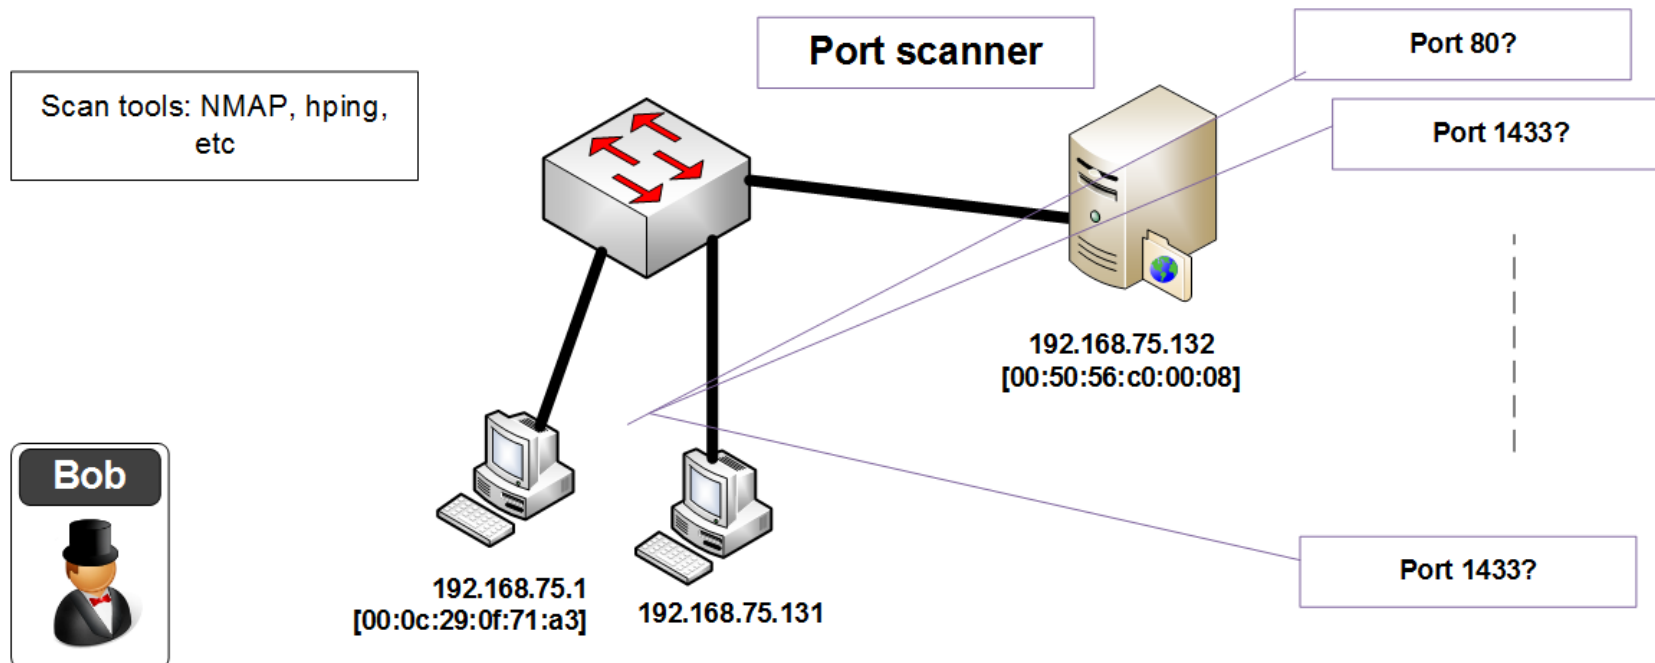 Port scanner
Port 80?
Scan tools: NMAP, hping,
etc
Port 1433?
192.168.75.132
[00:50:56:c0:00:08]
Bob
192.168.75.1
[00:0c:29:0f:71:a3]
192.168.75.131
Port 1433?